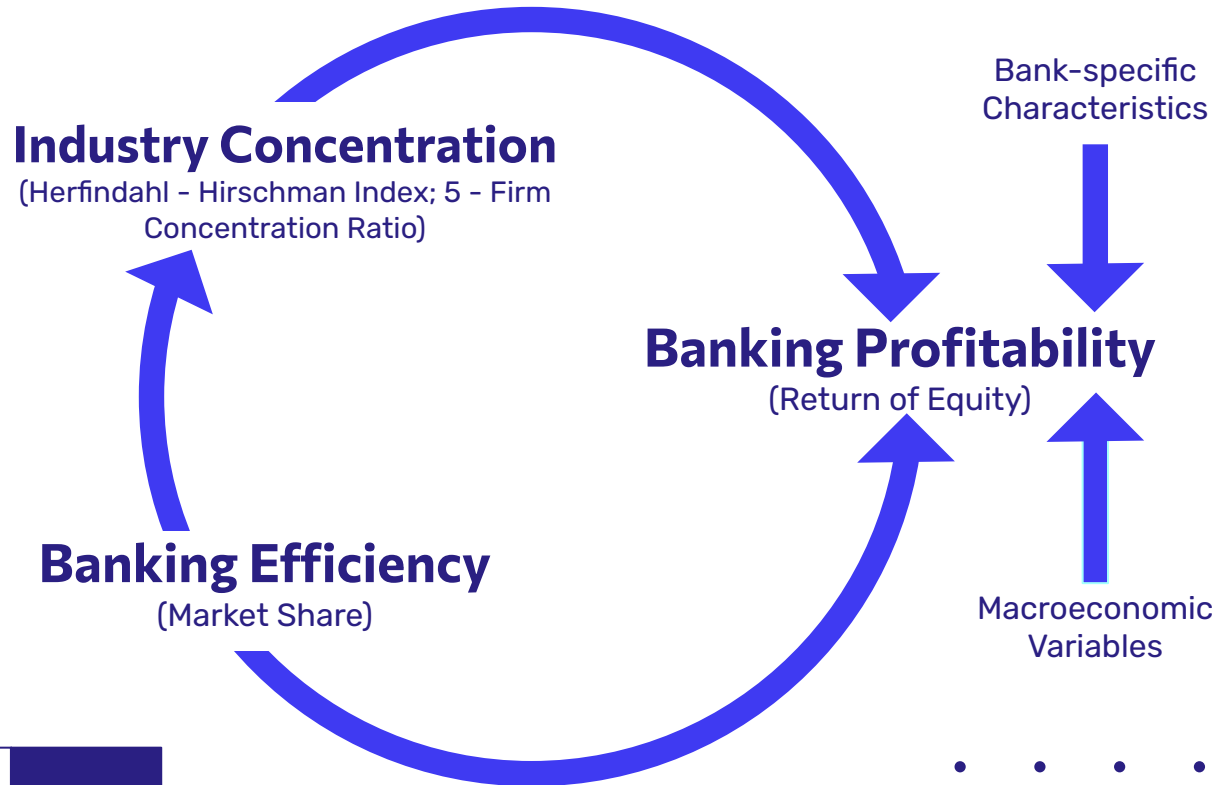 Bank-specific
Characteristics
Industry Concentration
(Herfindahl - Hirschman Index; 5 - Firm
Concentration Ratio)
Banking Profitability
(Return of Equity)
Banking Efficiency
(Market Share)
Macroeconomic
Variables